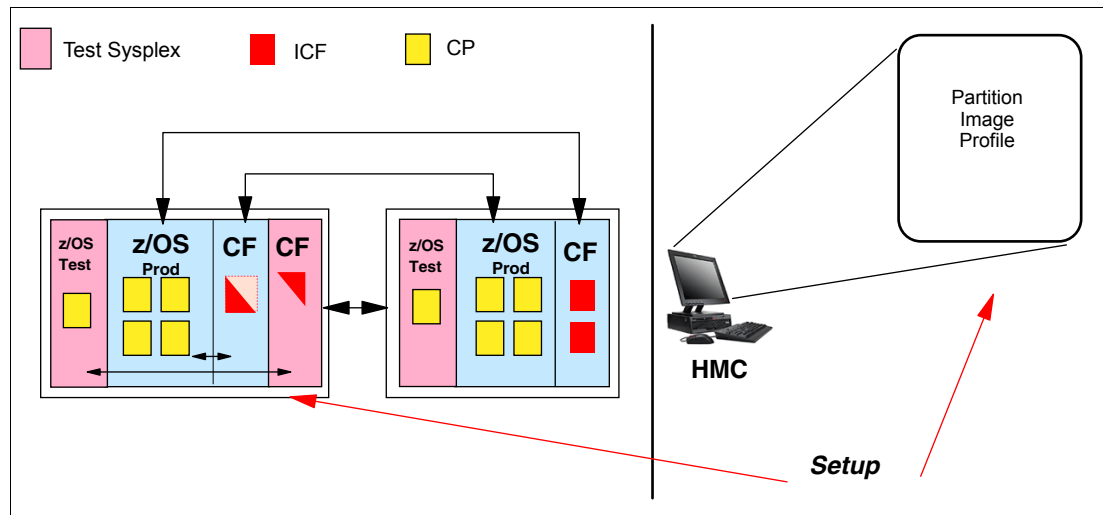 Test Sysplex
ICF
CP
Partition
Image
Profile
z/OS
Test
z/OS
Prod
CF
CF
z/OS
Test
z/OS
Prod
CF
HMC
Setup